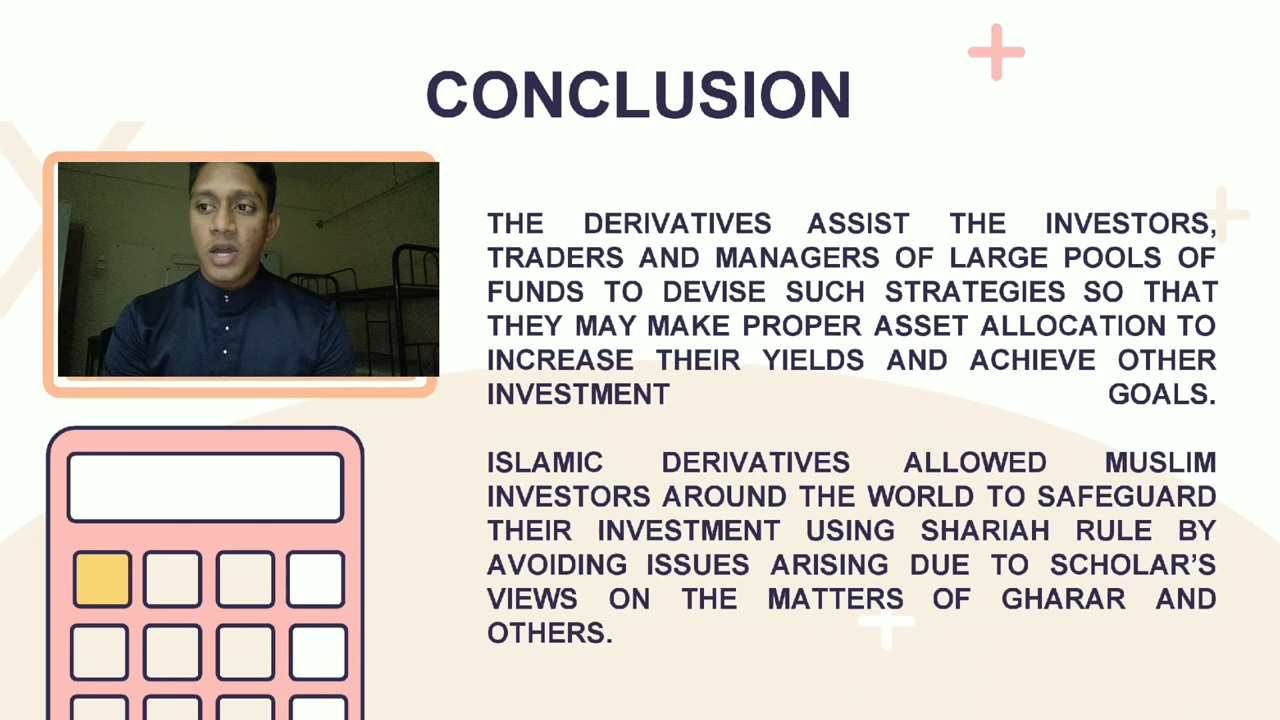 CONCLUSION
THE DERIVATIVES ASSIST THE INVESTORS,
TRADERS AND MANAGERS OF LARGE POOLS OF
FUNDS TO DEVISE SUCH STRATEGIES SO THAT
THEY MAY MAKE PROPER ASSET ALLOCATION TO
INCREASE THEIR YIELDS AND ACHIEVE OTHER
INVESTMENT GOALS.
ISLAMIC DERIVATIVES ALLOWED MUSLIM
INVESTORS AROUND THE WORLD TO SAFEGUARD
THEIR INVESTMENT USING SHARIAH RULE BY
AVOIDING ISSUES ARISING DUE TO SCHOLAR'S
VIEWS ON THE MATTERS OF GHARAR AND
OTHERS.